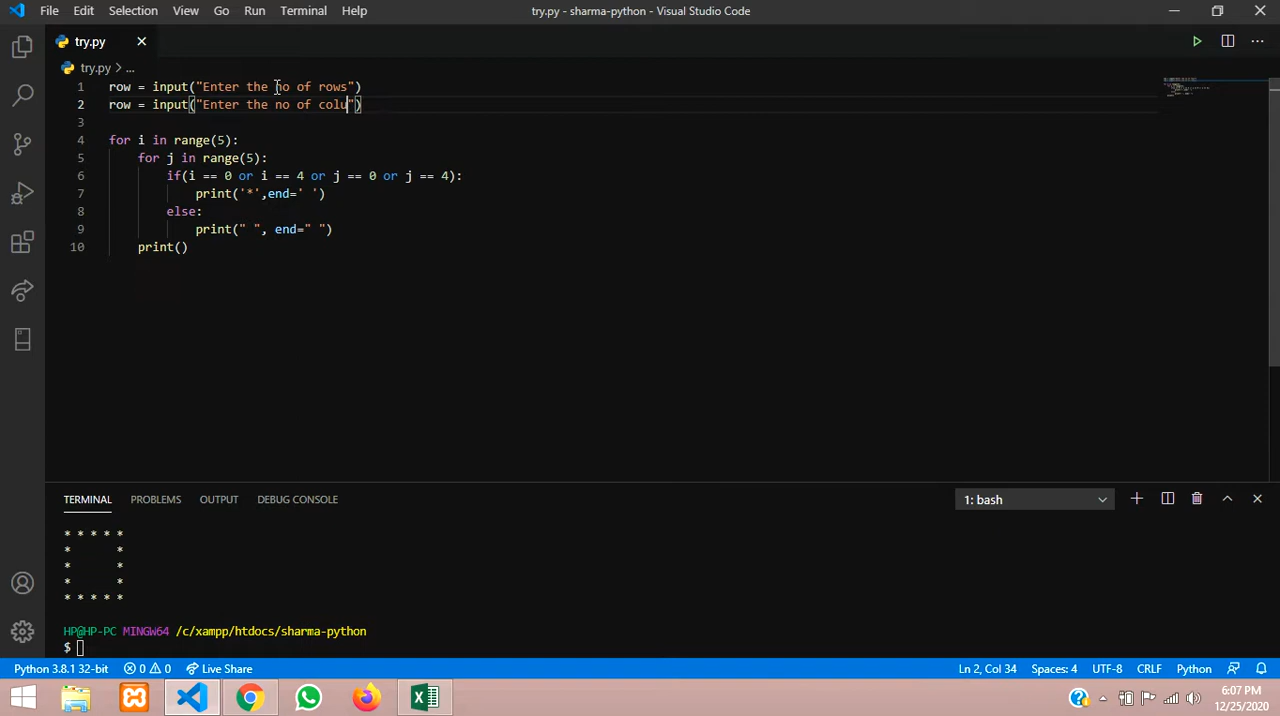 File Edit Selection View Go Run Terminal Help try.py - sharma-python - Visual Studio Code
try.py
try.py > ...
1 row = input("Enter the no of rows")
2 row = input("Enter the no of colu")
3
4 for i in range(5):
5 for j in range(5):
6 if(i == 0 or i == 4 or j == 0 or j == 4):
7 print('*',end=' ')
8 else:
9 print(" ", end=" ")
10 print()
TERMINAL PROBLEMS OUTPUT DEBUG CONSOLE 1: bash
* * * * *
* *
* *
* *
* * * * *
HP@HP-PC MINGW64 /c/xampp/htdocs/sharma-python
$
Python 3.8.1 32-bit 0 0 Live Share Ln 2, Col 34 Spaces: 4 UTF-8 CRLF Python
6:07 PM
12/25/2020